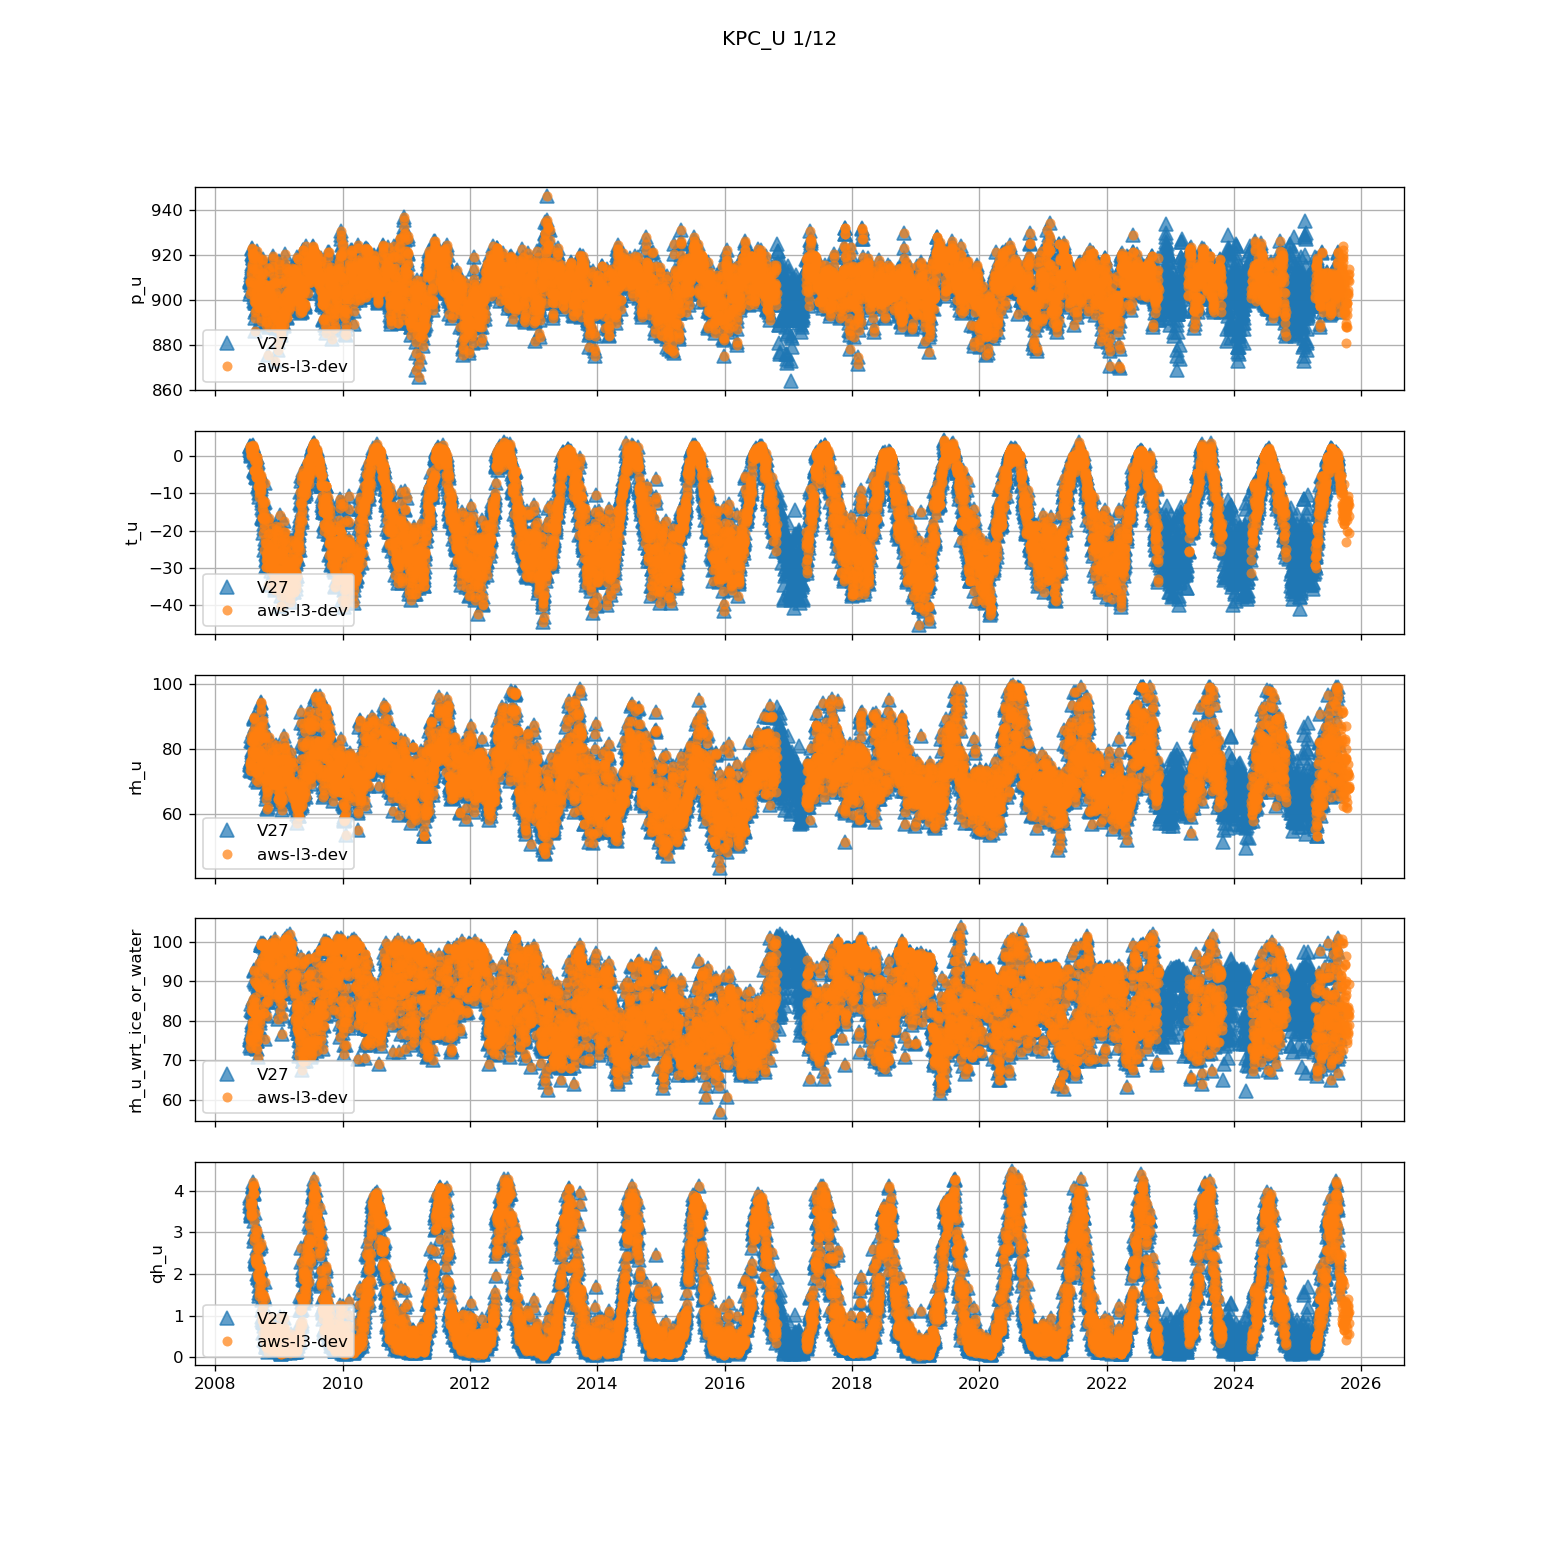 KPC_U 1/12
940
920
900
880
860
p_u
V27
aws-l3-dev
0
−10
−20
−30
−40
t_u
V27
aws-l3-dev
100
80
60
rh_u
V27
aws-l3-dev
100
90
80
70
60
rh_u_wrt_ice_or_water
V27
aws-l3-dev
4
3
2
1
0
qh_u
V27
aws-l3-dev
2008 2010 2012 2014 2016 2018 2020 2022 2024 2026